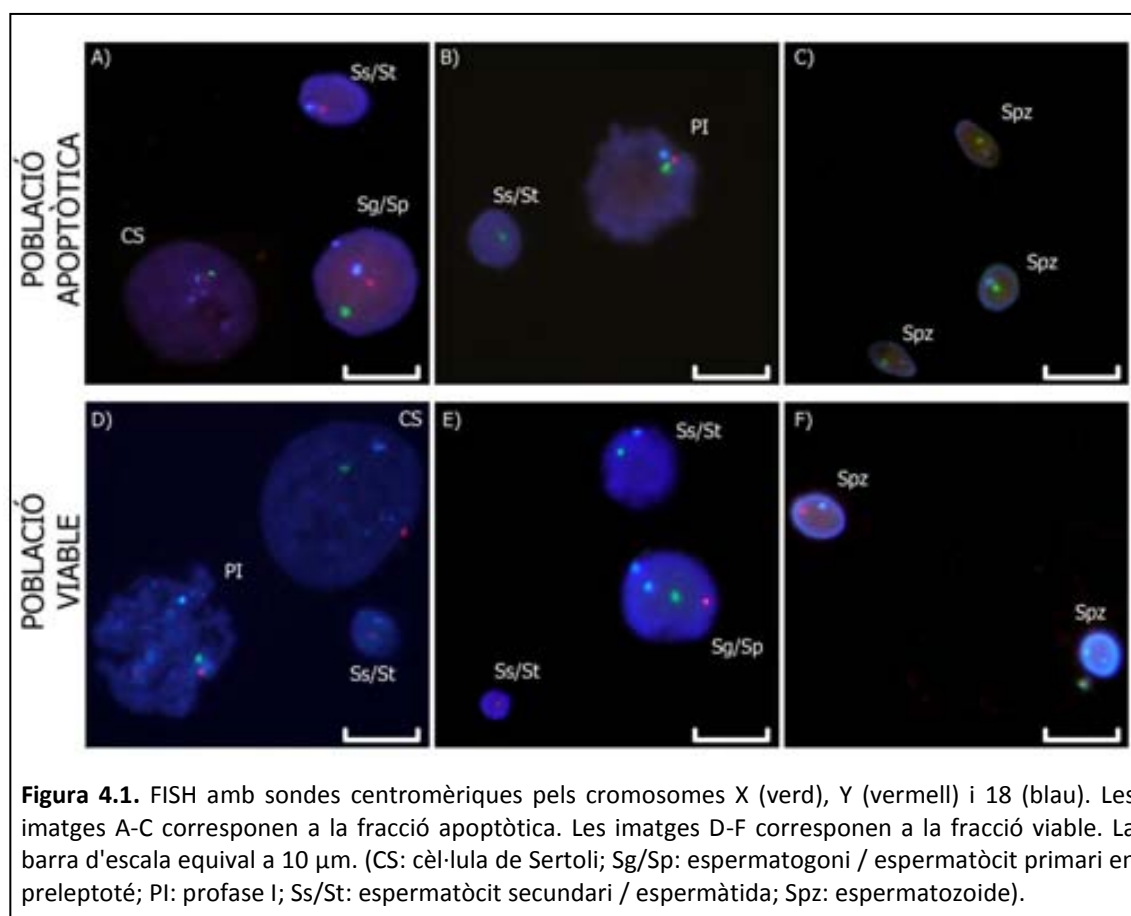 POBLACIÓ
APOPTÒTICA
A)
Ss/St
Sg/Sp
CS
B)
PI
Ss/St
C)
Spz
Spz
Spz
POBLACIÓ
VIABLE
D)
CS
PI
Ss/St
E)
Ss/St
Sg/Sp
Ss/St
F)
Spz
Spz
Figura 4.1. FISH amb sondes centromèriques pels cromosomes X (verd), Y (vermell) i 18 (blau). Les
imatges A-C corresponen a la fracció apoptòtica. Les imatges D-F corresponen a la fracció viable. La
barra d'escala equival a 10 µm. (CS: cèl·lula de Sertoli; Sg/Sp: espermatogoni / espermatòcit primari en
preleptoté; PI: profase I; Ss/St: espermatòcit secundari / espermàtida; Spz: espermatozoide).